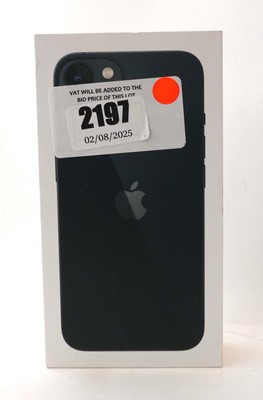 VAT WILL BE ADDED TO THE
BID PRICE OF THIS LOT
2197
02/08/2025